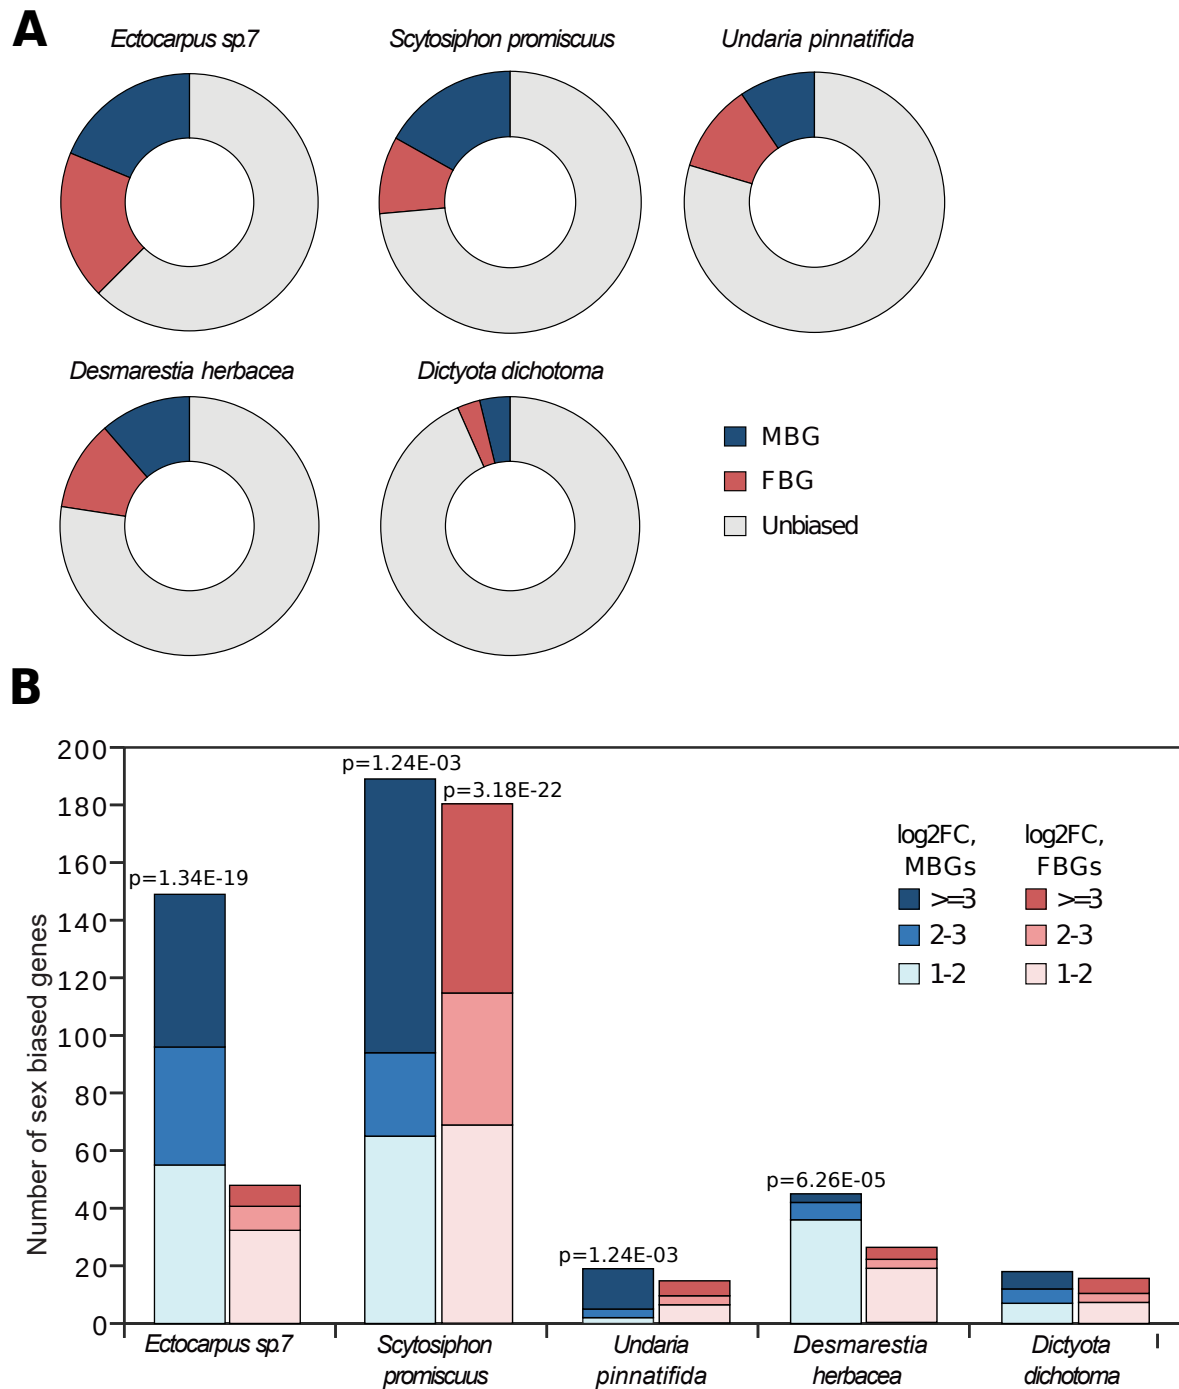 A
Ectocarpus sp.7
Scytosiphon promiscuus
Undaria pinnatifida
Desmarestia herbacea
Dictyota dichotoma
MBG
FBG
Unbiased
B
Number of sex biased genes
200
180
160
140
120
100
80
60
40
20
0
p=1.34E-19
p=1.24E-03
p=3.18E-22
p=1.24E-03
p=6.26E-05
log2FC,
MBGs
>=3
2-3
1-2
log2FC,
FBGs
>=3
2-3
1-2
Ectocarpus sp.7
Scytosiphon
promiscuus
Undaria
pinnatifida
Desmarestia
herbacea
Dictyota
dichotoma